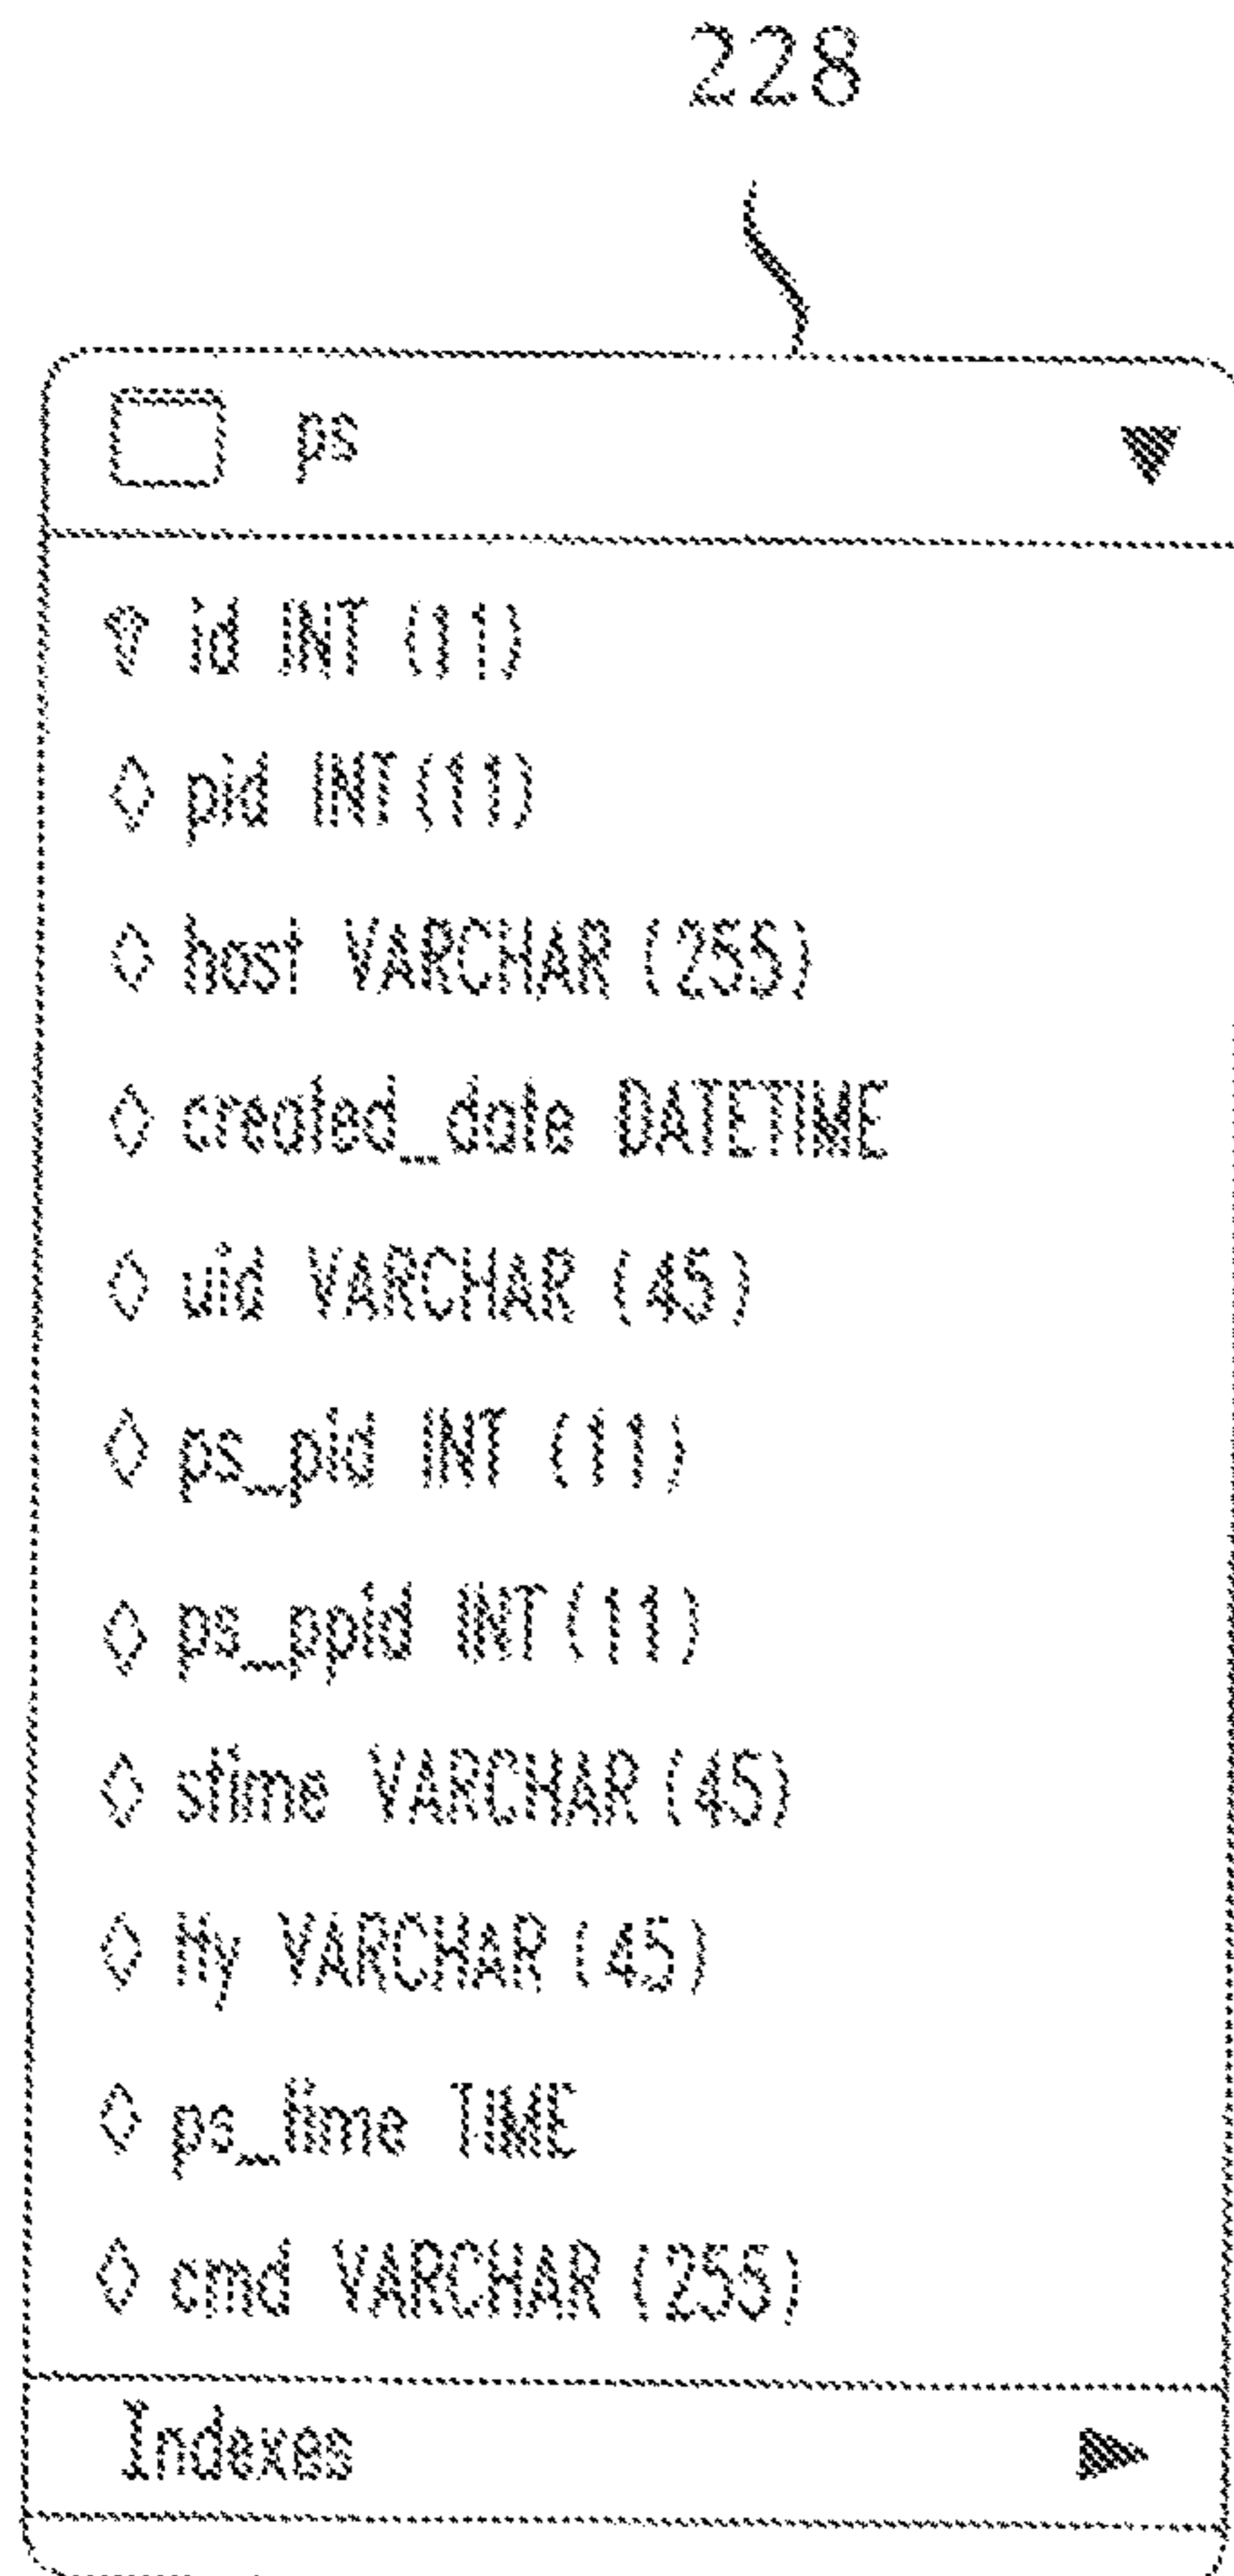 228
ps
id INT (11)
pid INT(11)
host VARCHAR (255)
created_date DATETIME
uid VARCHAR (45)
ps_pid INT (11)
ps_ppid INT(11)
stime VARCHAR (45)
tty VARCHAR (45)
ps_time TIME
cmd VARCHAR (255)
Indexes